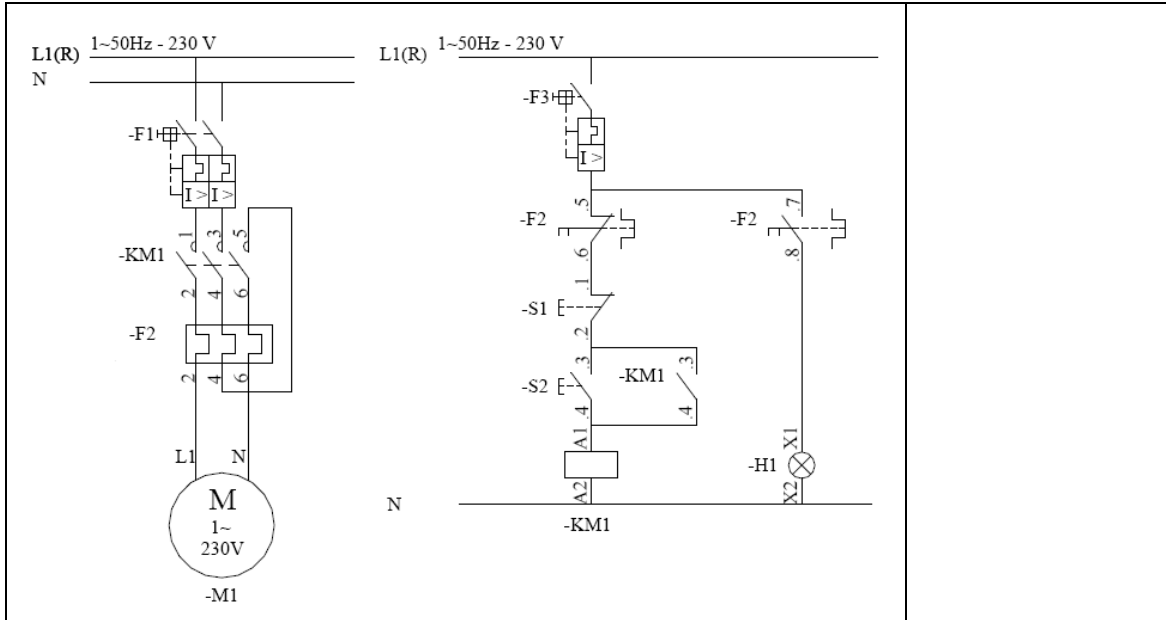 1~50Hz - 230 V
L1(R)
N
-F1
I > I >
1 3 5
-KM1
2 4 6
-F2
2 4 6
L1 N
M
1~
230V
-M1
1~50Hz - 230 V
L1(R)
-F3
I >
.5 .7
-F2 -F2
.6 .8
.1
-S1
.2
.3 .3
-S2 -KM1
.4 .4
A1 X1
-H1
A2 X2
N
-KM1